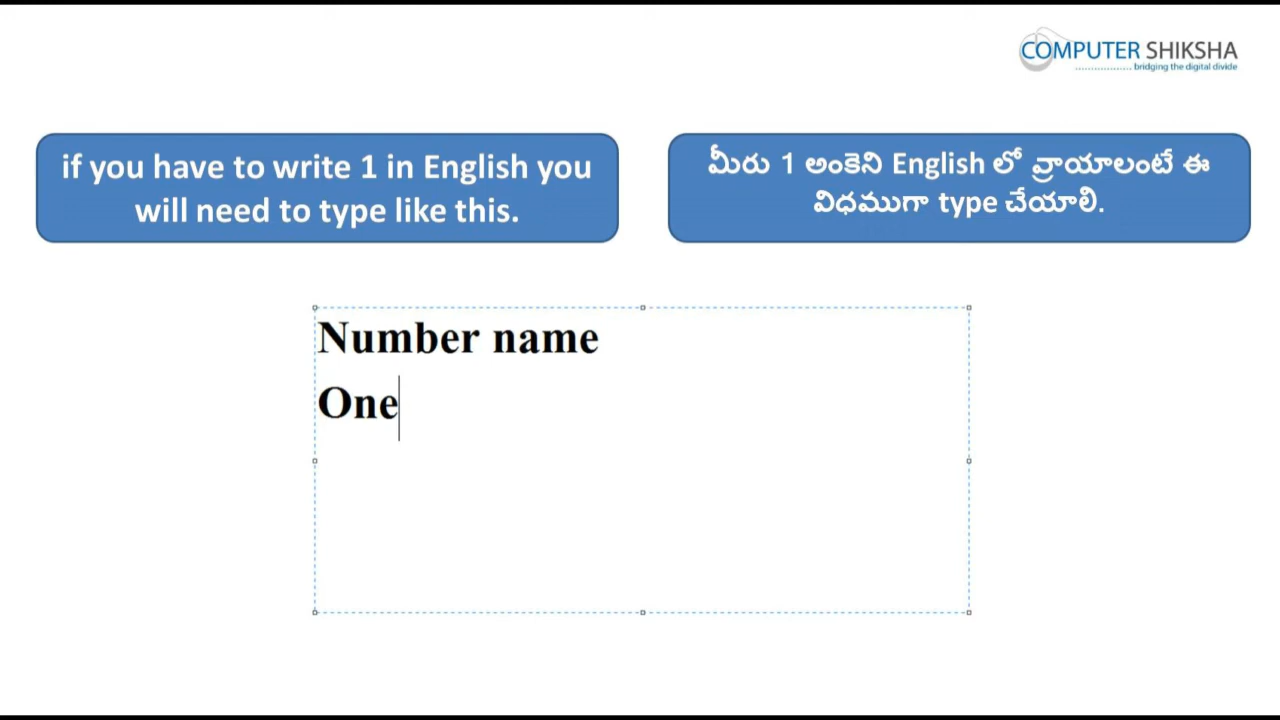 COMPUTER SHIKSHA
bridging the digital divide
if you have to write 1 in English you
will need to type like this.
మీరు 1 అంకెని English లో వ్రాయాలంటే ఈ
విధముగా type చేయాలి.
Number name
One